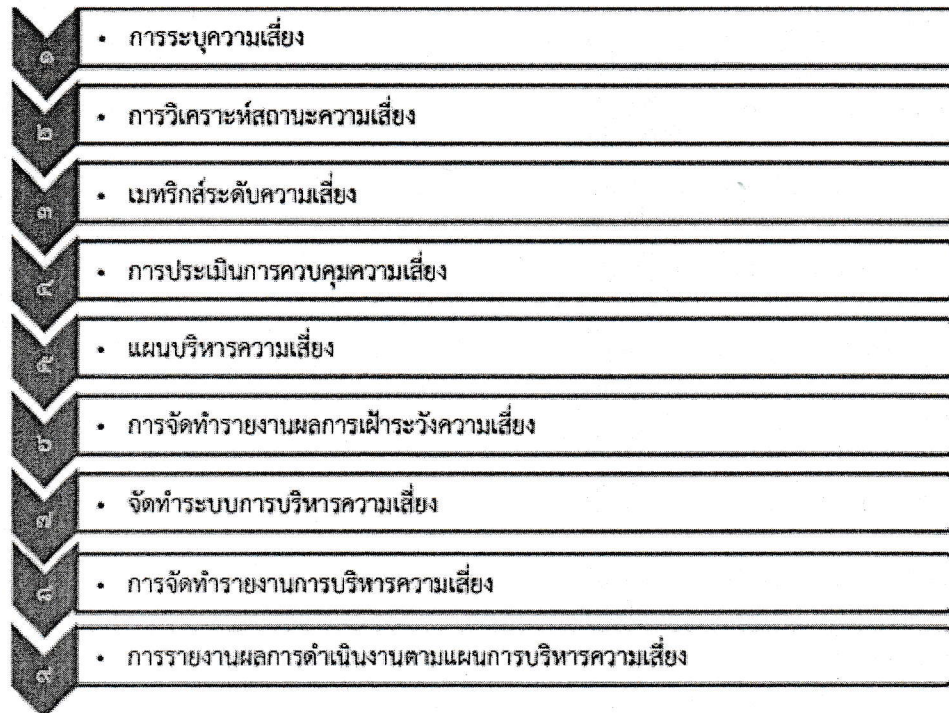 ๑ • การระบุความเสี่ยง
๒ • การวิเคราะห์สถานะความเสี่ยง
๓ • เมทริกส์ระดับความเสี่ยง
๔ • การประเมินการควบคุมความเสี่ยง
๕ • แผนบริหารความเสี่ยง
๖ • การจัดทำรายงานผลการเฝ้าระวังความเสี่ยง
๗ • จัดทำระบบการบริหารความเสี่ยง
๘ • การจัดทำรายงานการบริหารความเสี่ยง
๙ • การรายงานผลการดำเนินงานตามแผนการบริหารความเสี่ยง